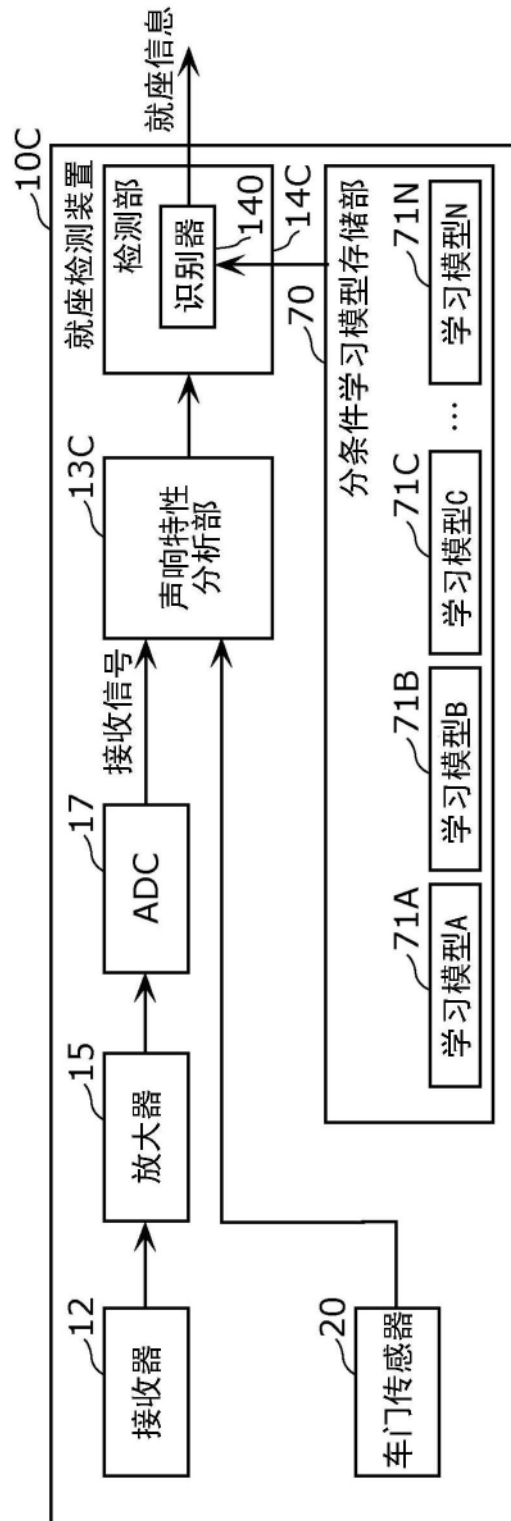 10C
就座检测装置
12
接收器
15
放大器
17
ADC
接收信号
13C
声响特性
分析部
检测部
识别器
140
14C
就座信息
20
车门传感器
70
分条件学习模型存储部
71A
学习模型A
71B
学习模型B
71C
学习模型C
…
71N
学习模型N